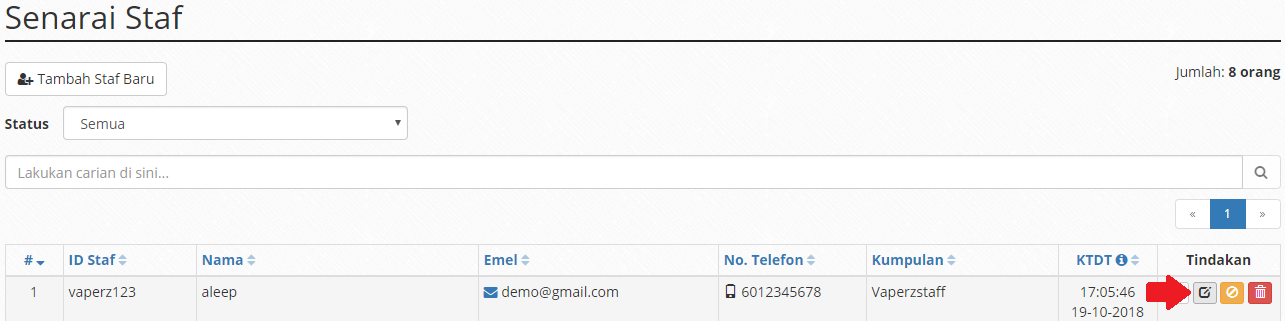 Senarai Staf
Tambah Staf Baru
Jumlah: 8 orang
Status Semua
Lakukan carian di sini...
« 1 »
# ID Staf Nama Emel No. Telefon Kumpulan KTDT Tindakan
1 vaperz123 aleep demo@gmail.com 6012345678 Vaperzstaff 17:05:46
19-10-2018